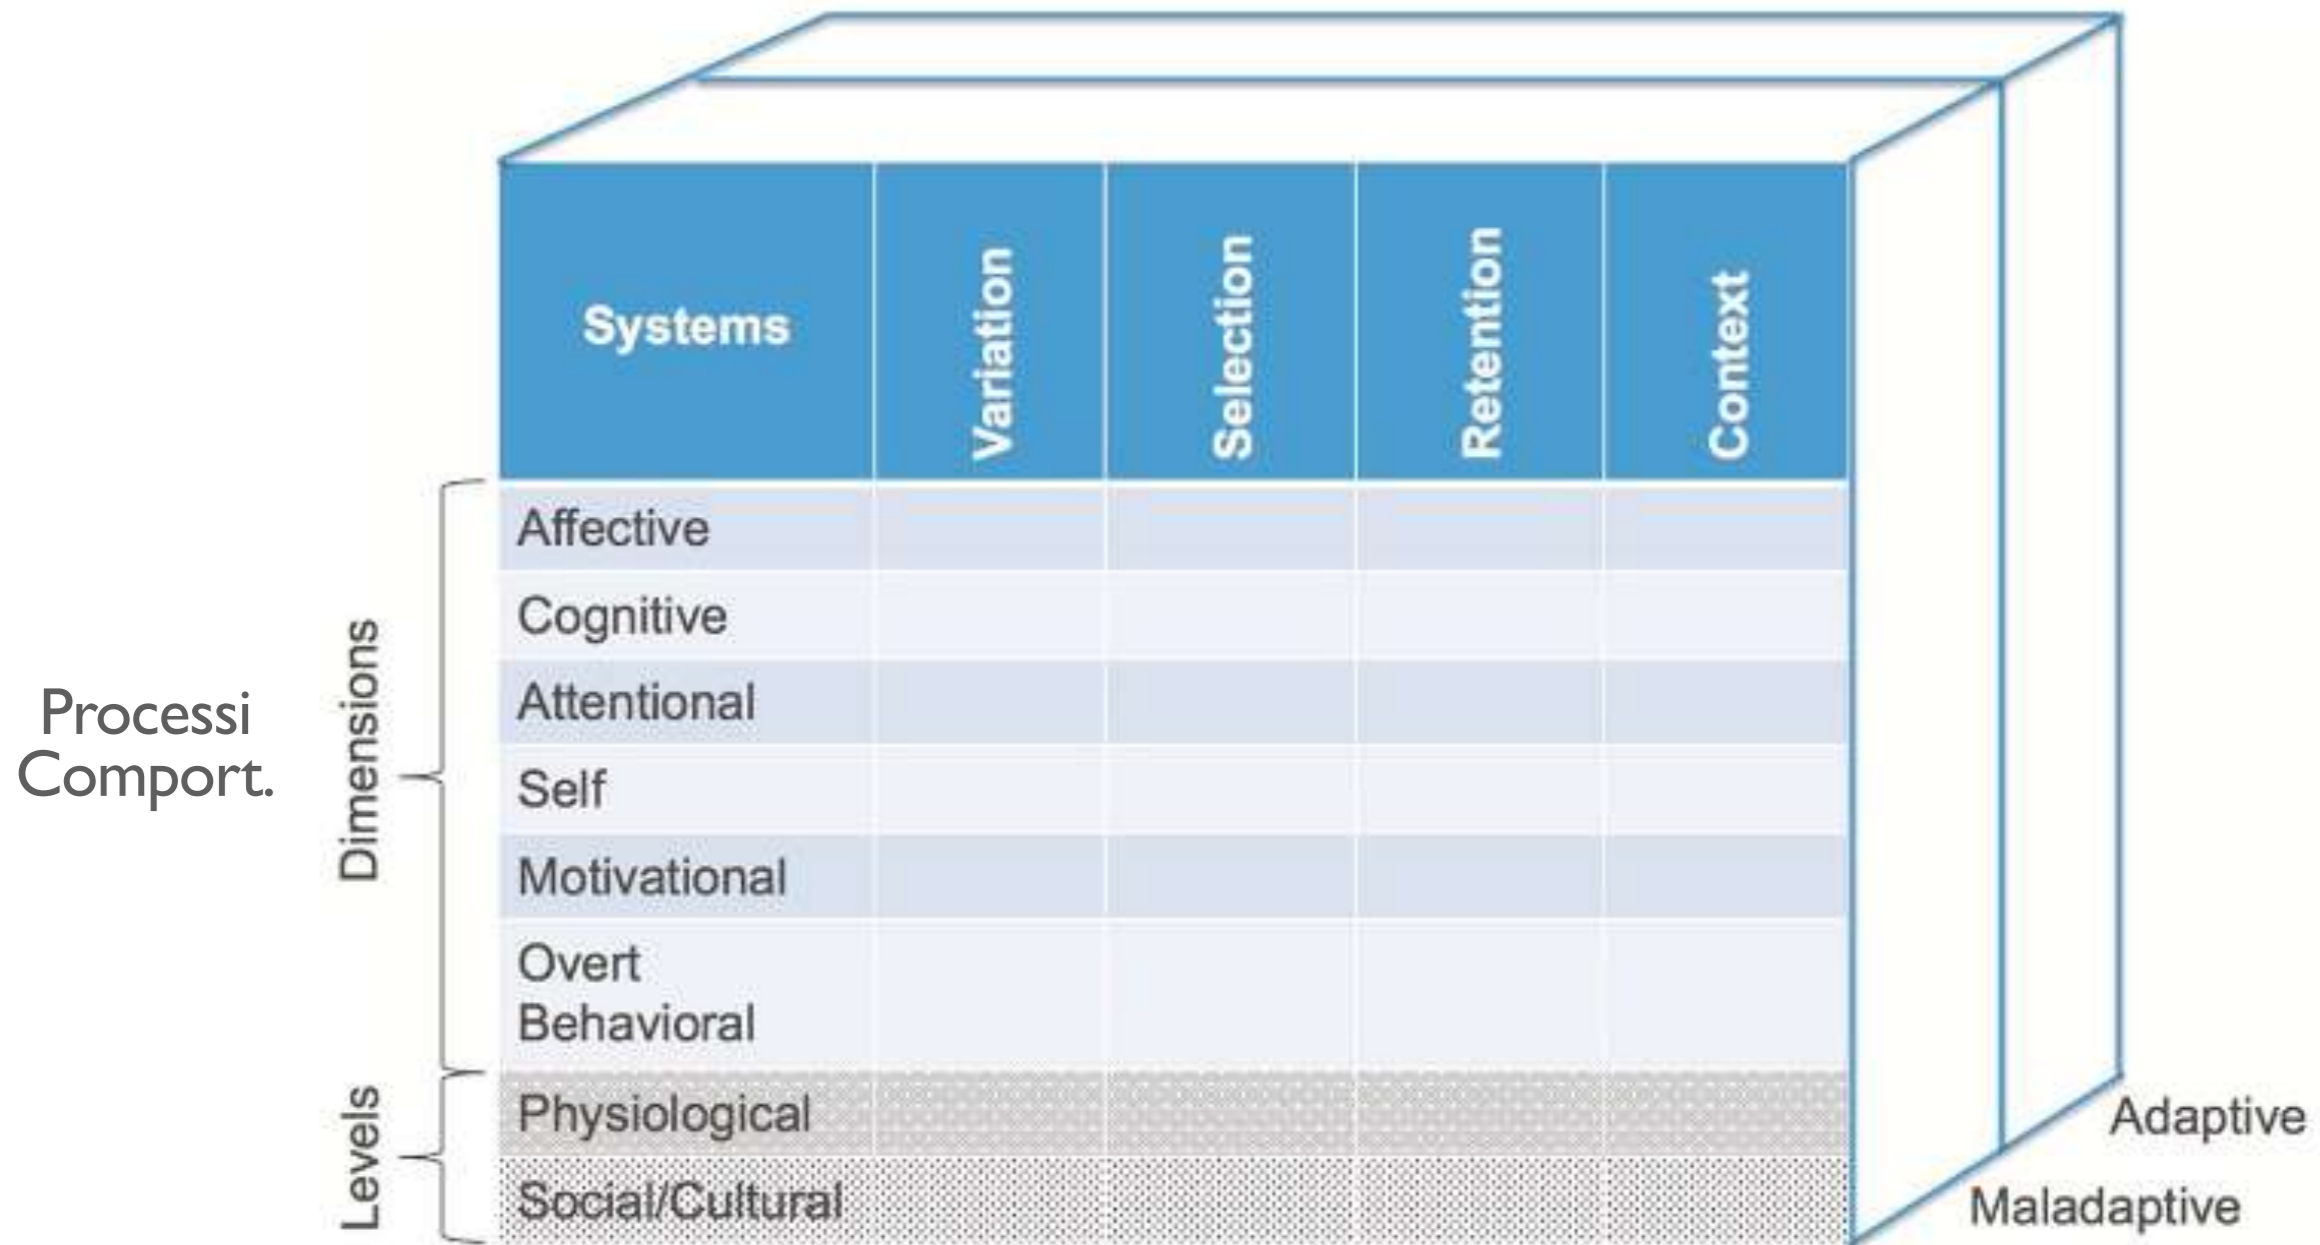 Systems
Variation
Selection
Retention
Context
Processi
Comport.
Dimensions
Affective
Cognitive
Attentional
Self
Motivational
Overt
Behavioral
Levels
Physiological
Social/Cultural
Adaptive
Maladaptive